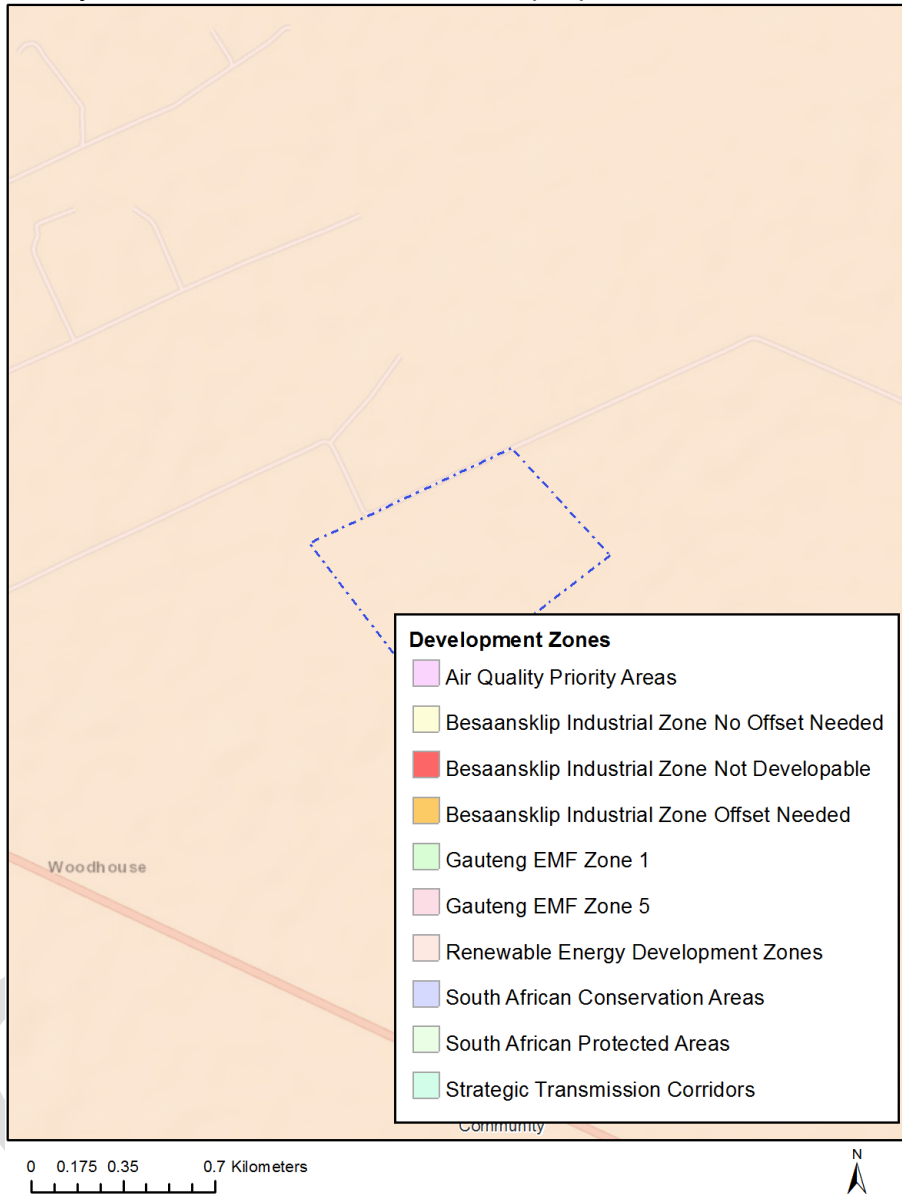 Woodhouse
Development Zones
Air Quality Priority Areas
Besaansklip Industrial Zone No Offset Needed
Besaansklip Industrial Zone Not Developable
Besaansklip Industrial Zone Offset Needed
Gauteng EMF Zone 1
Gauteng EMF Zone 5
Renewable Energy Development Zones
South African Conservation Areas
South African Protected Areas
Strategic Transmission Corridors
Community
0 0.175 0.35 0.7 Kilometers
N